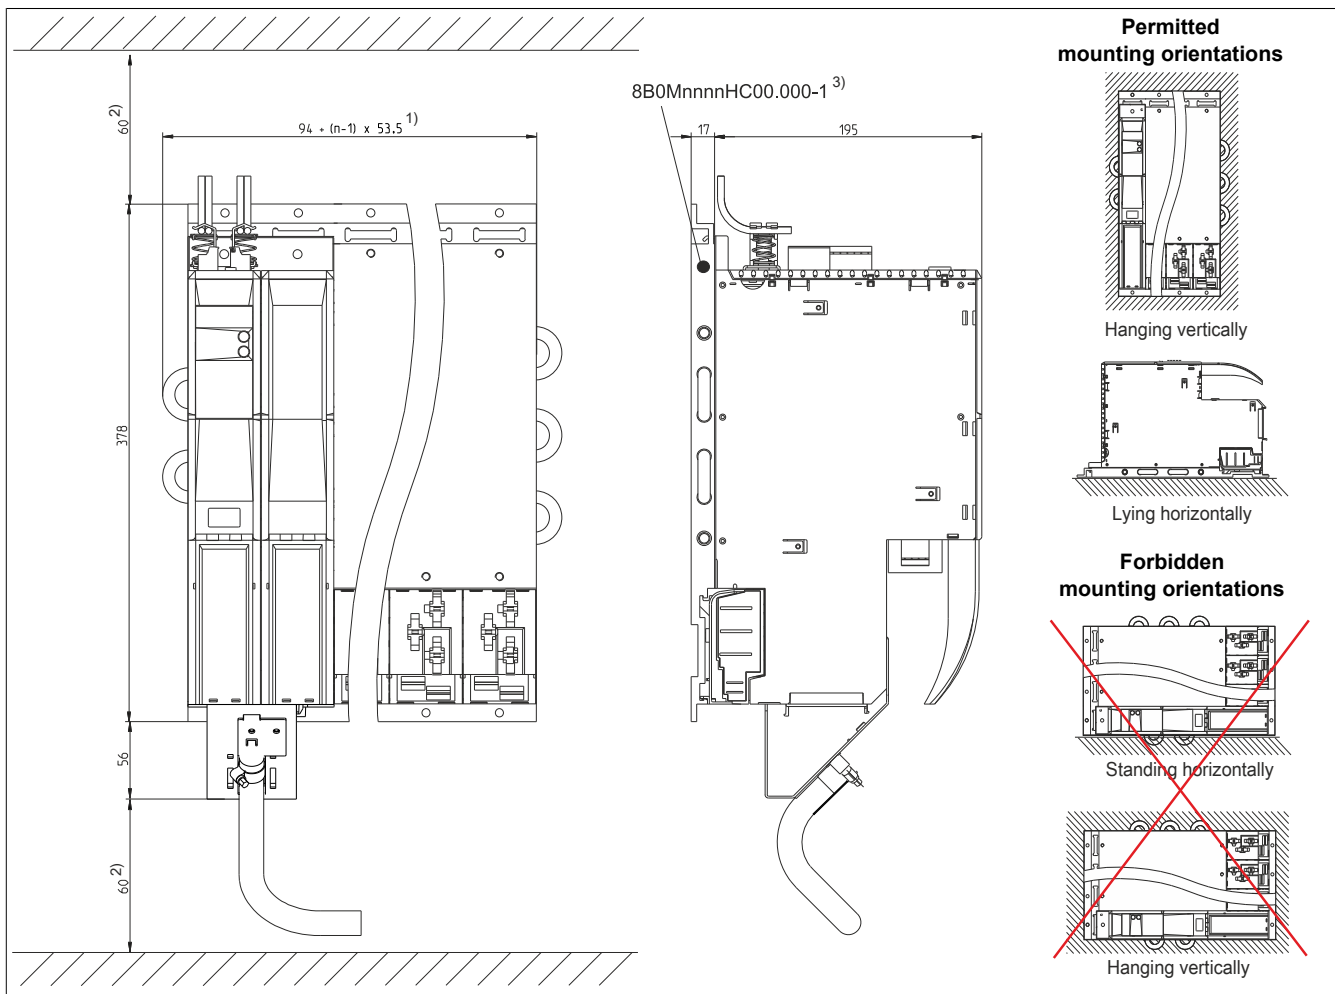 60 2)
94 + (n-1) x 53,5 1)
378
56
60 2)
8B0MnnnnHC00.000-1 3)
17
195
Permitted
mounting orientations
Hanging vertically
Lying horizontally
Forbidden
mounting orientations
Standing horizontally
Hanging vertically